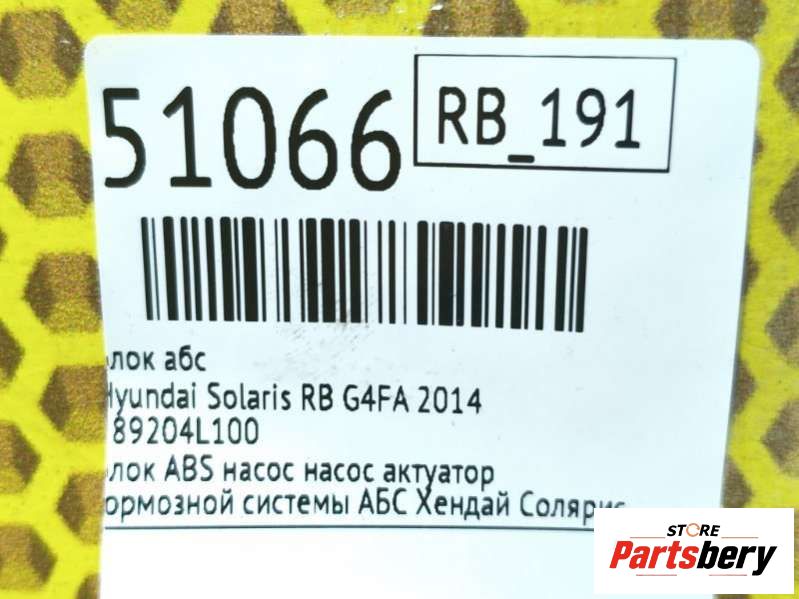 51066
RB_191
лок абс
Hyundai Solaris RB G4FA 2014
89204L100
лок ABS насос насос актуатор
ормозной системы АБС Хендай Солярис
STORE
Partsbery